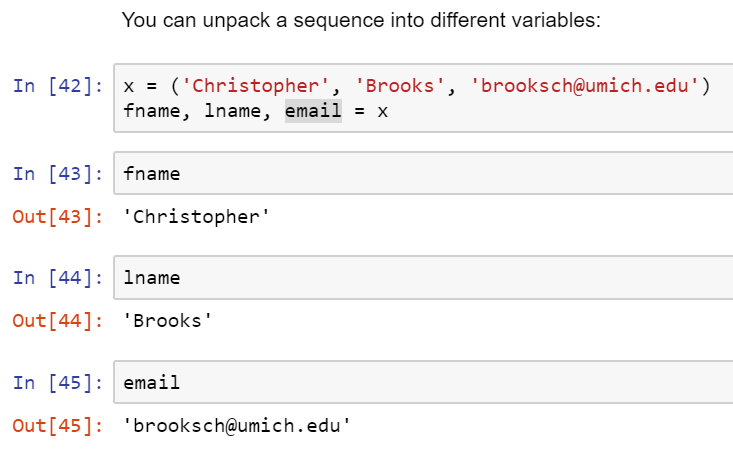 You can unpack a sequence into different variables:
In [42]: x = ('Christopher', 'Brooks', 'brooksch@umich.edu')
fname, lname, email = x
In [43]: fname
Out[43]: 'Christopher'
In [44]: lname
Out[44]: 'Brooks'
In [45]: email
Out[45]: 'brooksch@umich.edu'